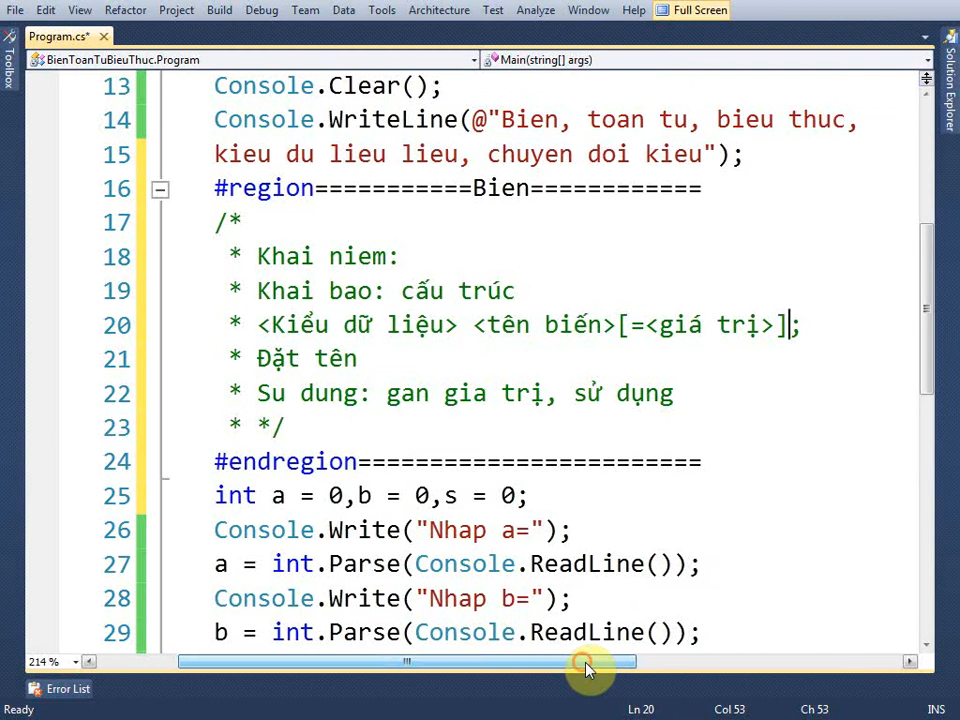 File Edit View Refactor Project Build Debug Team Data Tools Architecture Test Analyze Window Help Full Screen
Program.cs*
Toolbox
Solution Explorer
BienToanTuBieuThuc.Program Main(string[] args)
13 Console.Clear();
14 Console.WriteLine(@"Bien, toan tu, bieu thuc,
15 kieu du lieu lieu, chuyen doi kieu");
16 #region===========Bien============
17 /*
18 * Khai niem:
19 * Khai bao: cấu trúc
20 * <Kiểu dữ liệu> <tên biến>[=<giá trị>];
21 * Đặt tên
22 * Su dung: gan gia trị, sử dụng
23 * */
24 #endregion========================
25 int a = 0,b = 0,s = 0;
26 Console.Write("Nhap a=");
27 a = int.Parse(Console.ReadLine());
28 Console.Write("Nhap b=");
29 b = int.Parse(Console.ReadLine());
214 %
Error List
Ready Ln 20 Col 53 Ch 53 INS